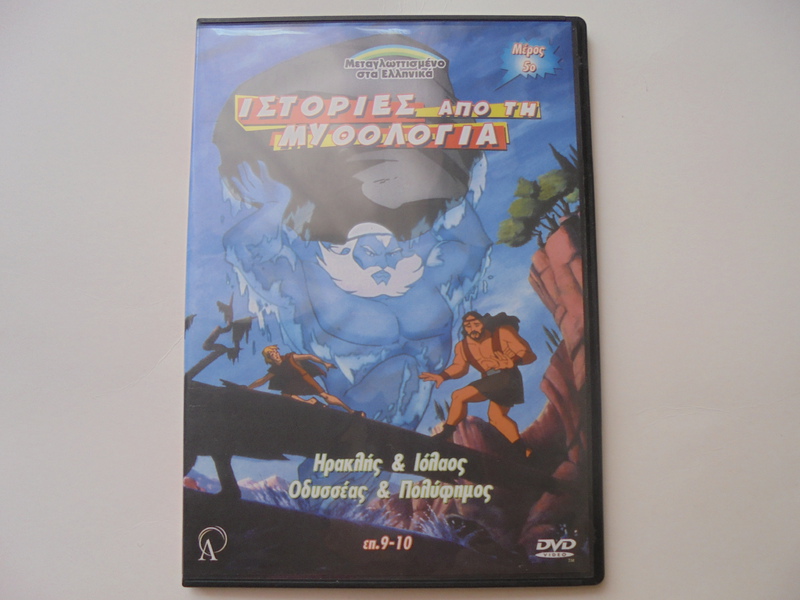 Μεταγλωττισμένο
στα Ελληνικά
Μέρος
5ο
ΙΣΤΟΡΙΕΣ ΑΠΟ ΤΗ
ΜΥΘΟΛΟΓΙΑ
Ηρακλής & Ιόλαος
Οδυσσέας & Πολύφημος
Α
επ.9-10
DVD
VIDEO